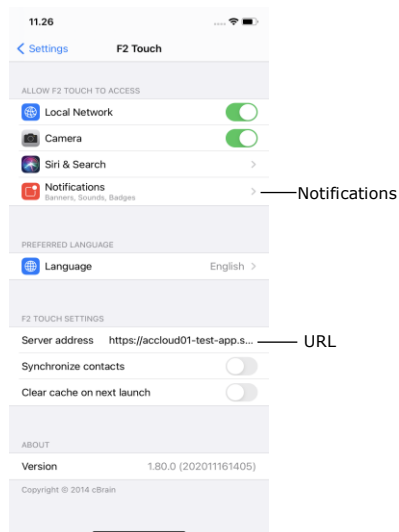 11.26
Settings F2 Touch
ALLOW F2 TOUCH TO ACCESS
Local Network
Camera
Siri & Search
Notifications
Banners, Sounds, Badges
Notifications
PREFERRED LANGUAGE
Language English
F2 TOUCH SETTINGS
Server address https://accloud01-test-app.s...
URL
Synchronize contacts
Clear cache on next launch
ABOUT
Version 1.80.0 (202011161405)
Copyright © 2014 cBrain